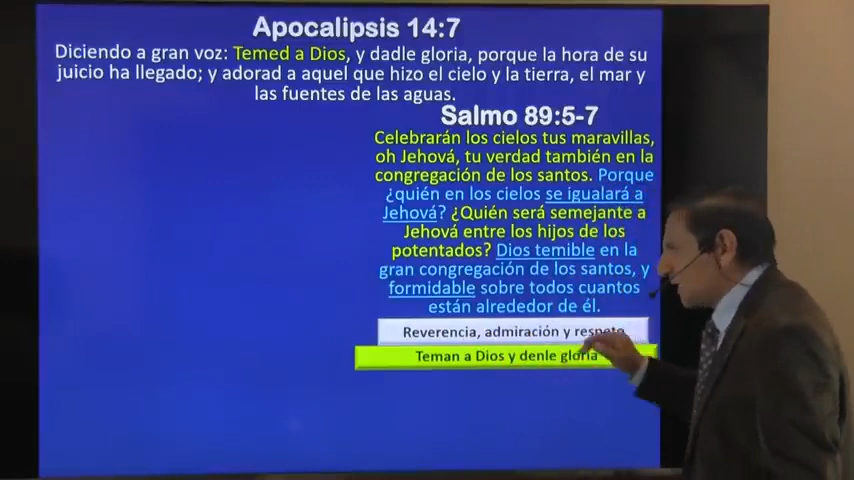 Apocalipsis 14:7
Diciendo a gran voz: Temed a Dios, y dadle gloria, porque la hora de su
juicio ha llegado; y adorad a aquel que hizo el cielo y la tierra, el mar y
las fuentes de las aguas.
Salmo 89:5-7
Celebrarán los cielos tus maravillas,
oh Jehová, tu verdad también en la
congregación de los santos. Porque
¿quién en los cielos se igualará a
Jehová? ¿Quién será semejante a
Jehová entre los hijos de los
potentados? Dios temible en la
gran congregación de los santos, y
formidable sobre todos cuantos
están alrededor de él.
Reverencia, admiración y respeto
Teman a Dios y denle gloria